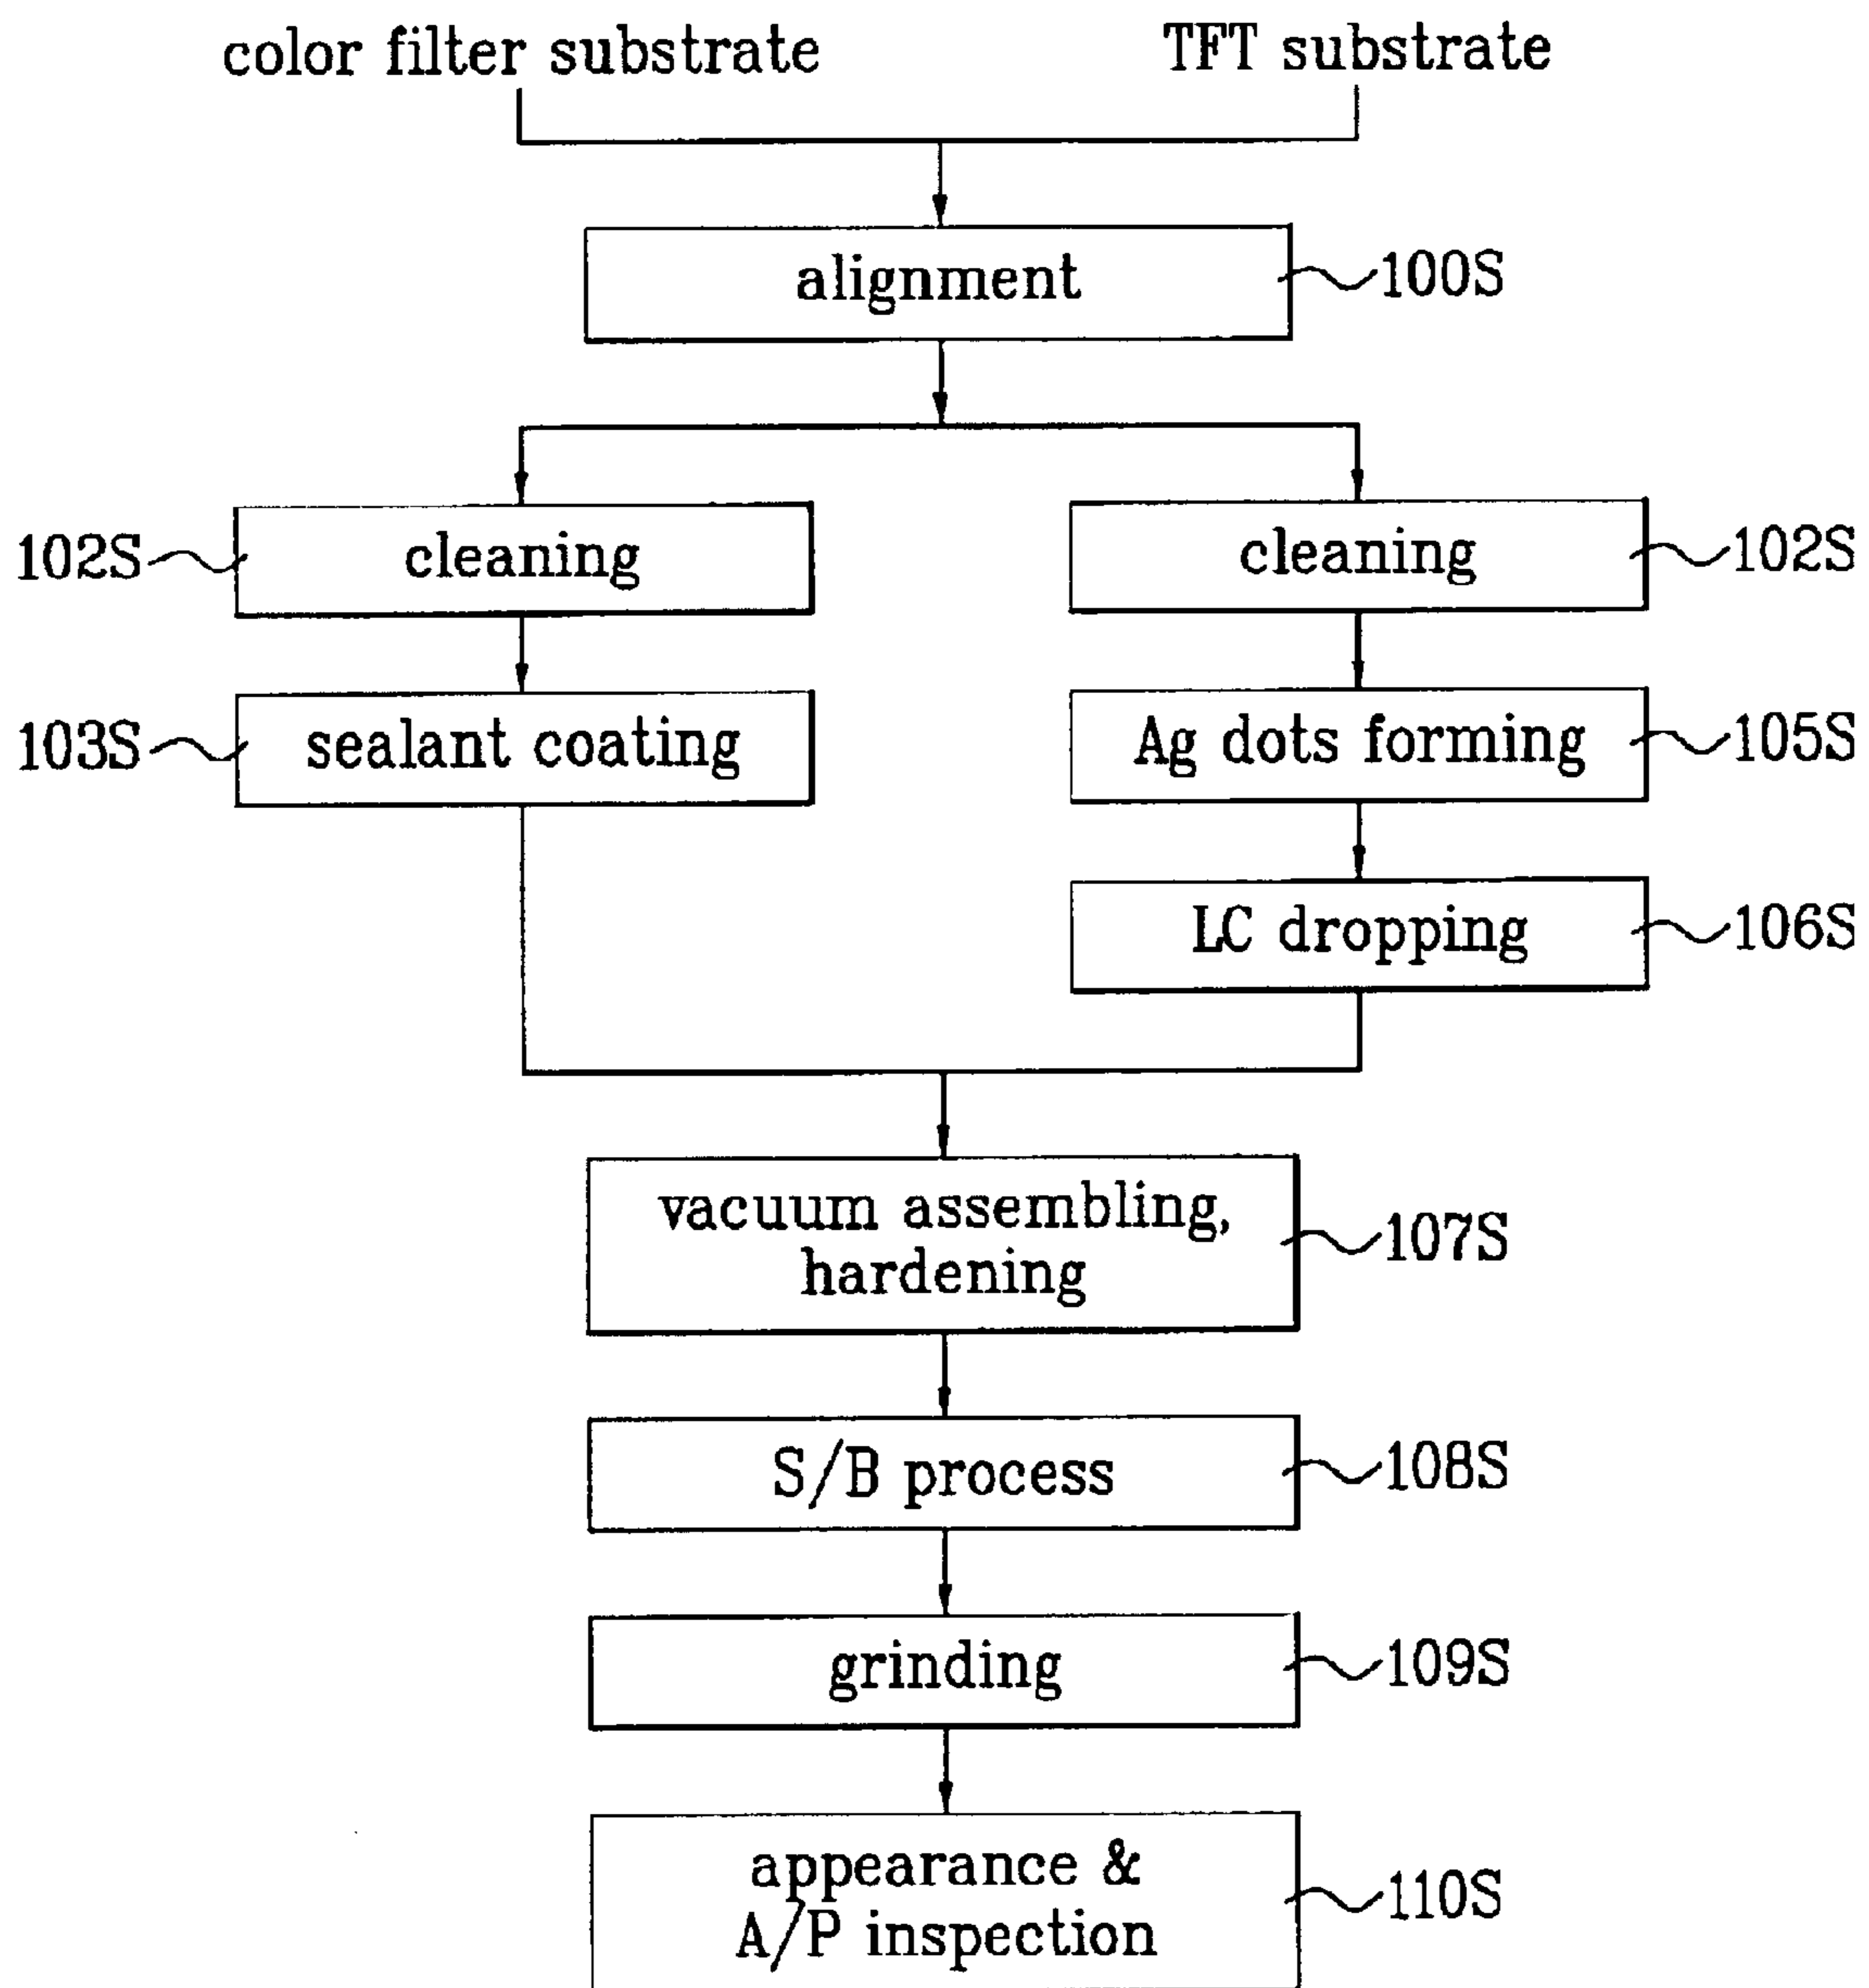 color filter substrate
TFT substrate
alignment
100S
102S
cleaning
cleaning
102S
103S
sealant coating
Ag dots forming
105S
LC dropping
106S
vacuum assembling,
hardening
107S
S/B process
108S
grinding
109S
appearance &
A/P inspection
110S